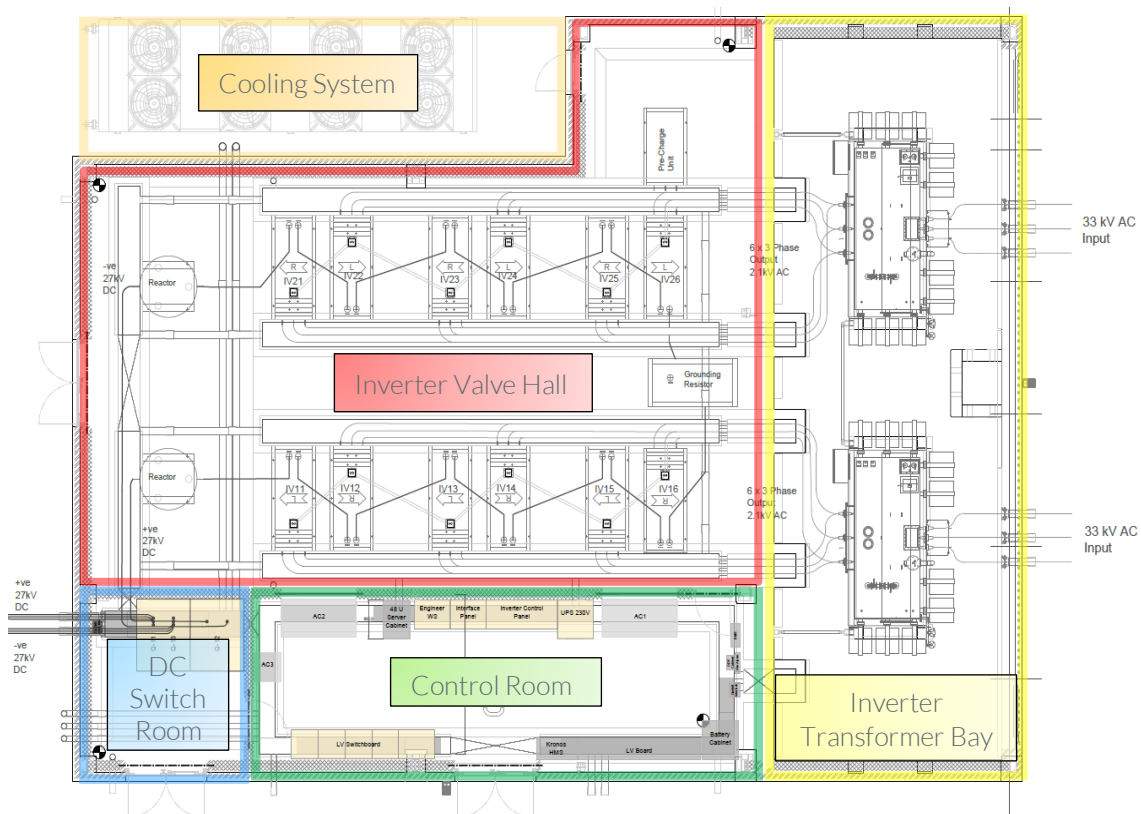 Cooling System
Pre-Charge
Unit
33 kV AC
Input
6 x 3 Phase
Output
2.1kV AC
-ve
27kV
DC
Reactor
R
IV21
L
IV22
R
IV23
L
IV24
R
IV25
L
IV26
Inverter Valve Hall
Grounding
Resistor
Reactor
IV11
L
IV12
R
IV13
L
IV14
R
IV15
L
IV16
R
6 x 3 Phase
Output
2.1kV AC
33 kV AC
Input
+ve
27kV
DC
+ve
27kV
DC
-ve
27kV
DC
DC
Switch
Room
AC2
48 U
Server
Cabinet
Engineer
WS
Interface
Panel
Inverter Control
Panel
UPS 230V
AC1
AC3
Control Room
LV Switchboard
Kronos
HMS
LV Board
Battery
Cabinet
Inverter
Transformer Bay